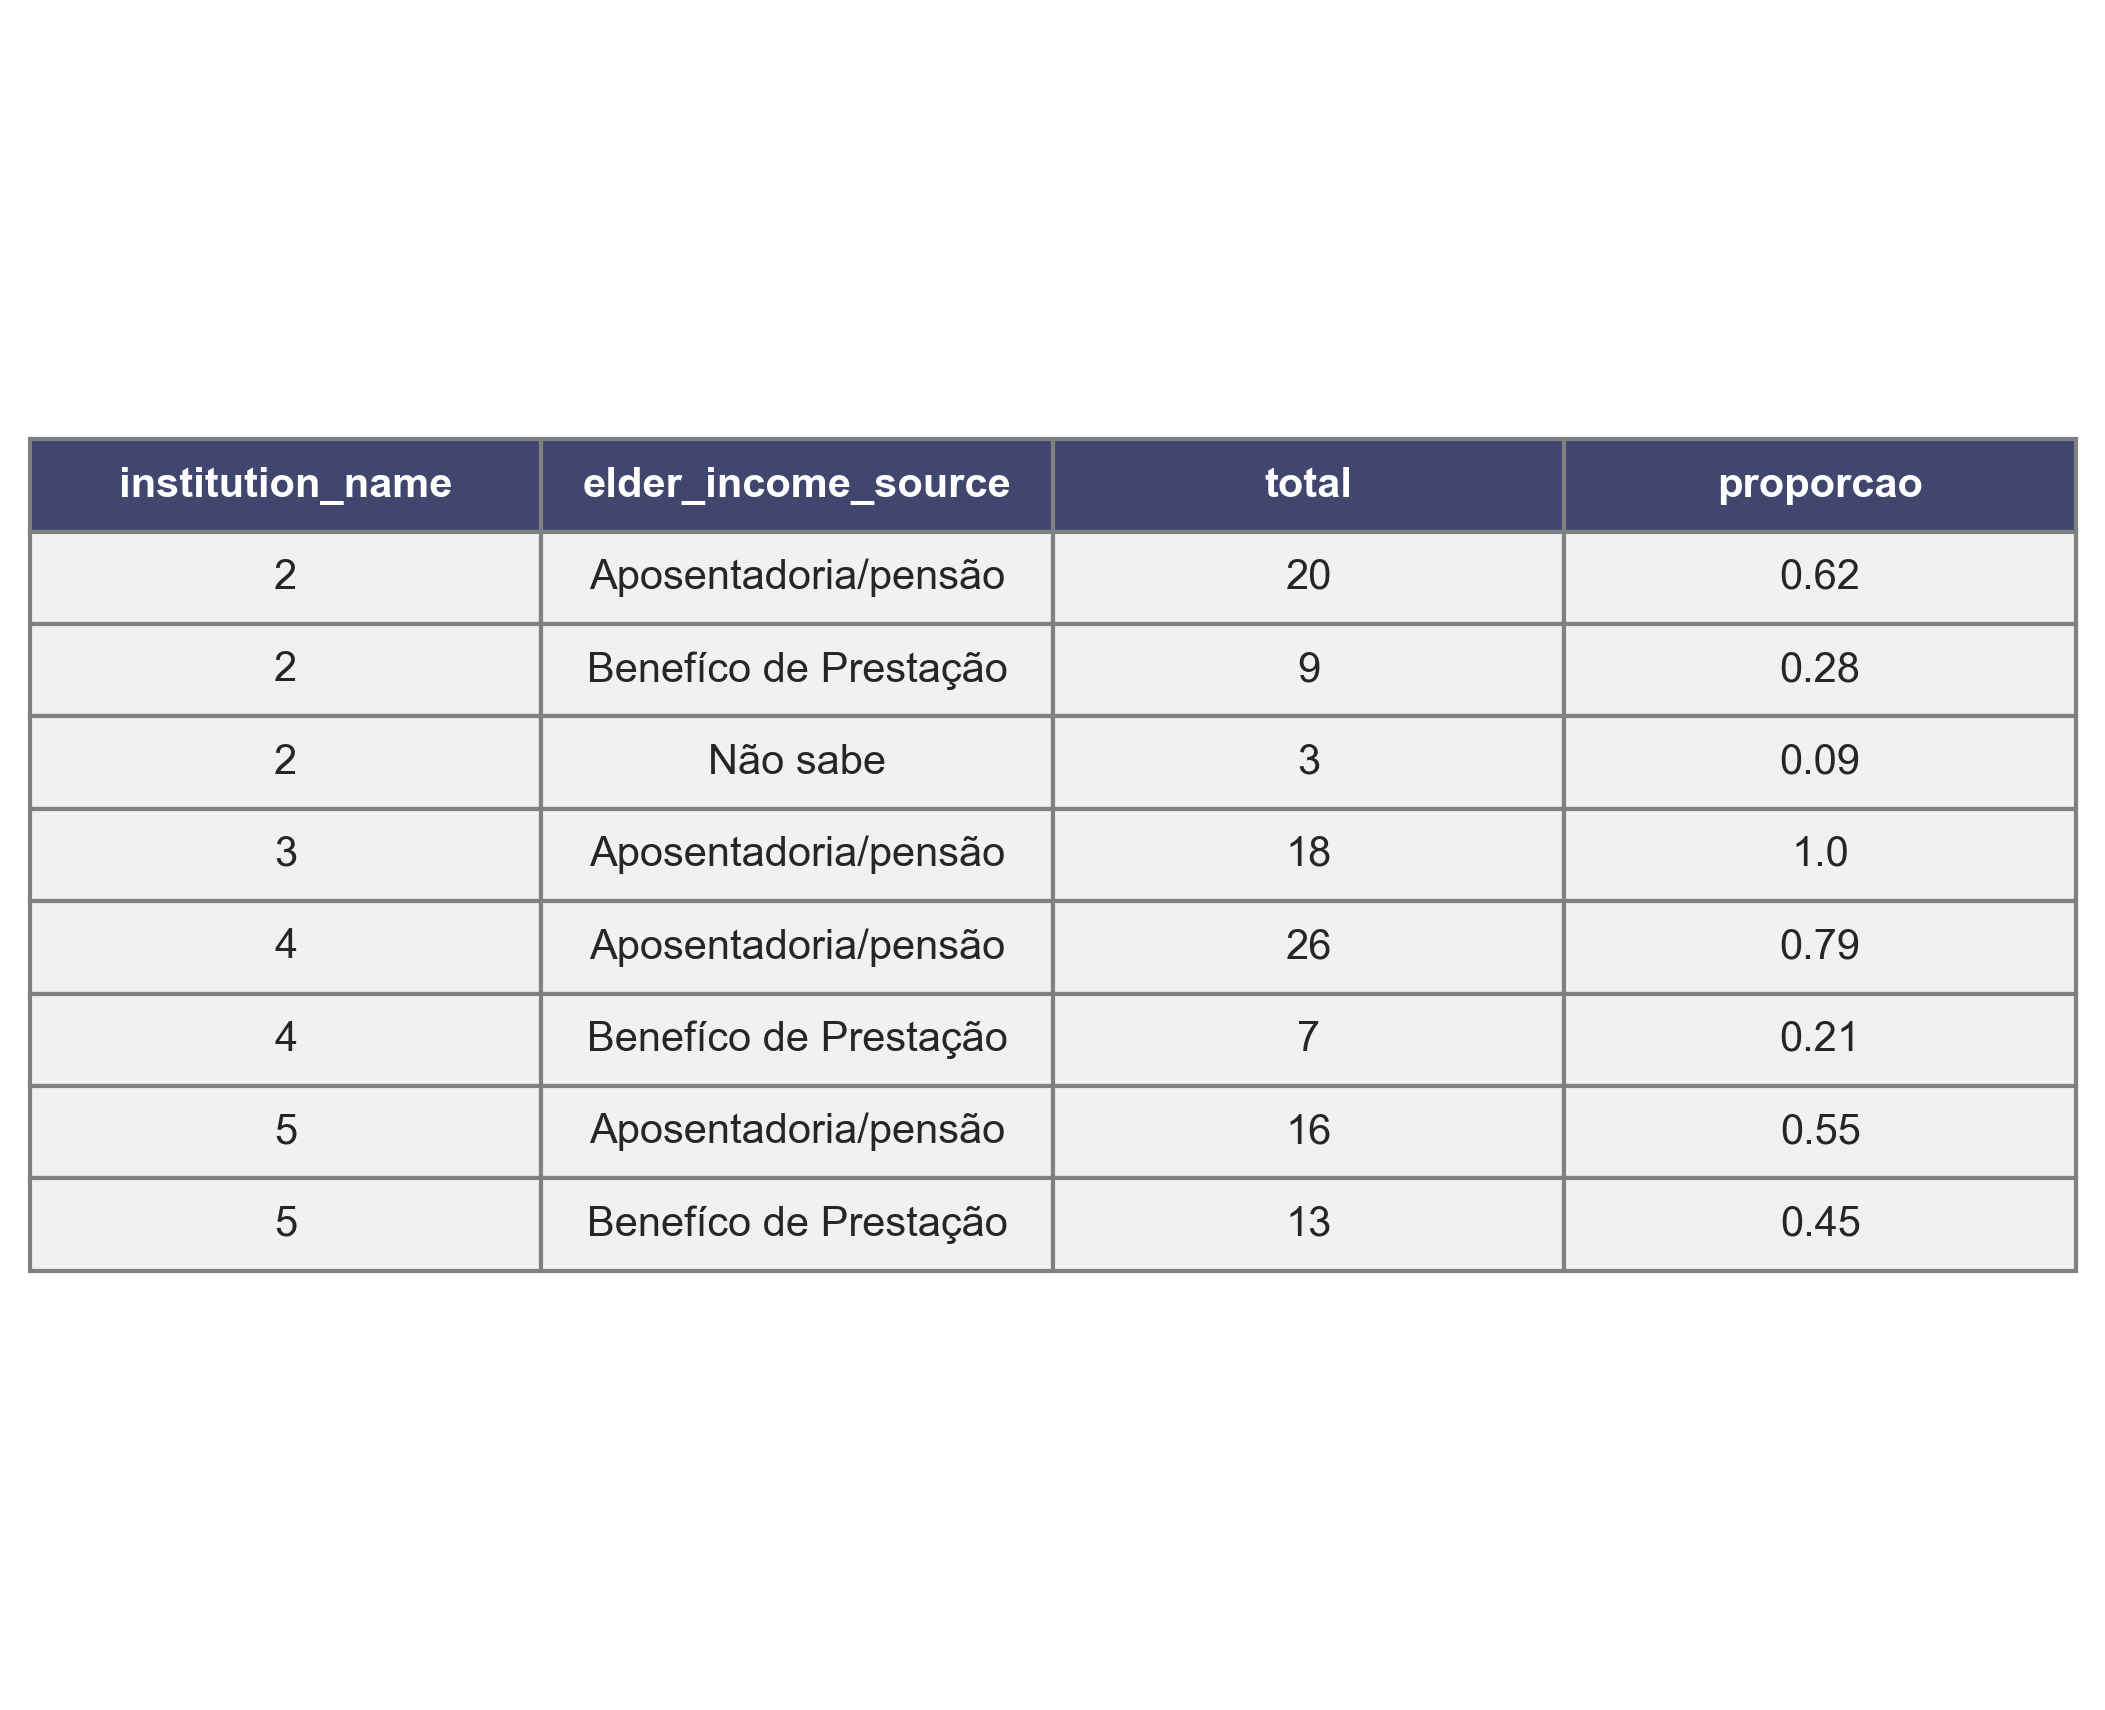 institution_name elder_income_source total proporcao
2 Aposentadoria/pensão 20 0.62
2 Benefíco de Prestação 9 0.28
2 Não sabe 3 0.09
3 Aposentadoria/pensão 18 1.0
4 Aposentadoria/pensão 26 0.79
4 Benefíco de Prestação 7 0.21
5 Aposentadoria/pensão 16 0.55
5 Benefíco de Prestação 13 0.45